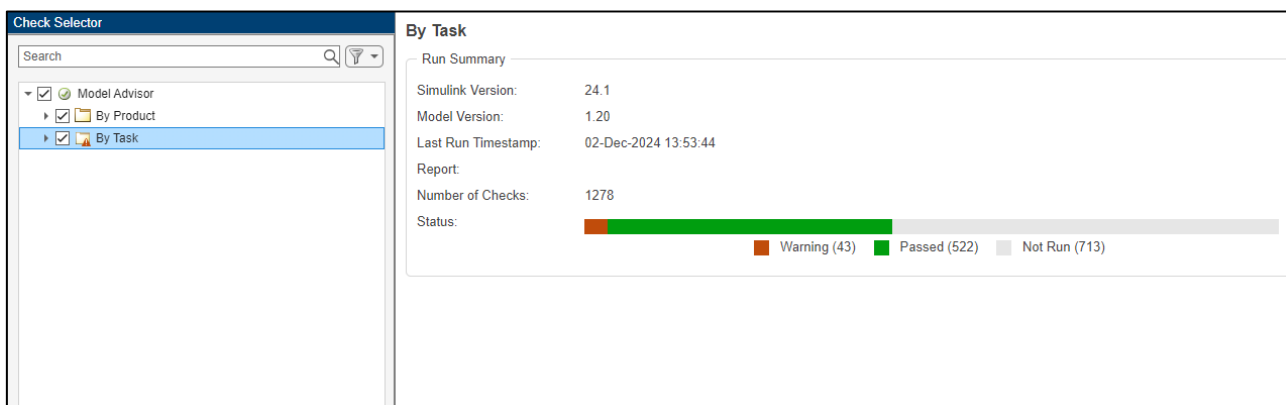 Check Selector
Search
Model Advisor
By Product
By Task
By Task
Run Summary
Simulink Version: 24.1
Model Version: 1.20
Last Run Timestamp: 02-Dec-2024 13:53:44
Report:
Number of Checks: 1278
Status:
Warning (43) Passed (522) Not Run (713)